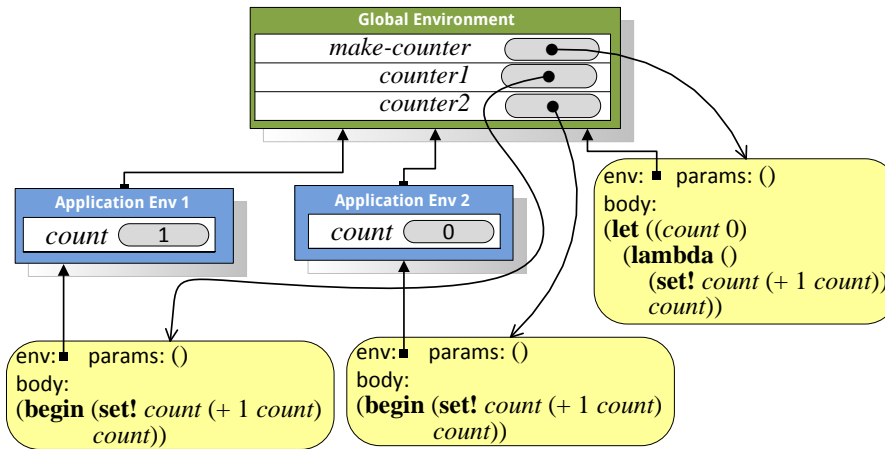 Global Environment
make-counter
counter1
counter2
Application Env 1
count 1
Application Env 2
count 0
env: params: ()
body:
(let ((count 0)
(lambda ()
(set! count (+ 1 count))
count))
env: params: ()
body:
(begin (set! count (+ 1 count)
count))
env: params: ()
body:
(begin (set! count (+ 1 count)
count))